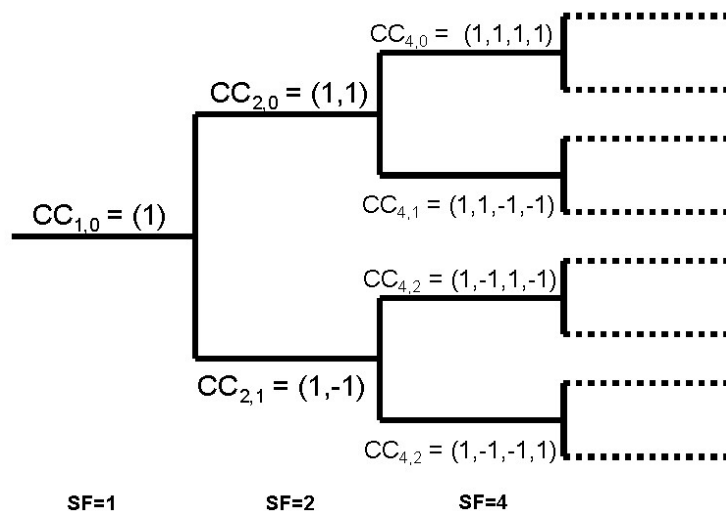 CC4,0 = (1,1,1,1)
CC2,0 = (1,1)
CC4,1 = (1,1,-1,-1)
CC1,0 = (1)
CC4,2 = (1,-1,1,-1)
CC2,1 = (1,-1)
CC4,2 = (1,-1,-1,1)
SF=1 SF=2 SF=4